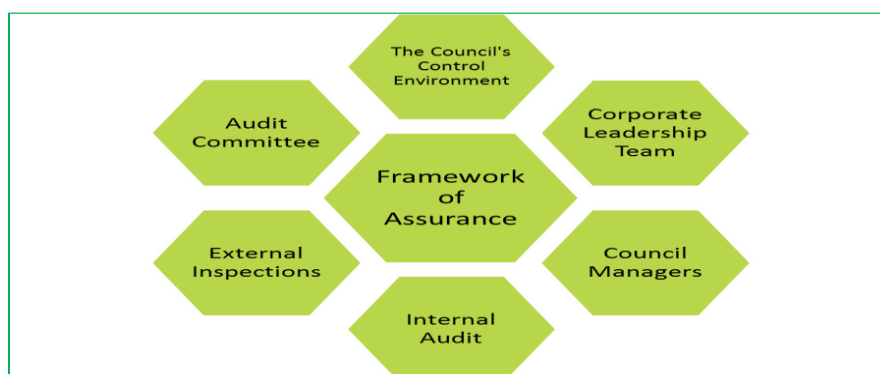 The Council's
Control
Environment
Audit
Committee
Corporate
Leadership
Team
Framework
of
Assurance
External
Inspections
Council
Managers
Internal
Audit